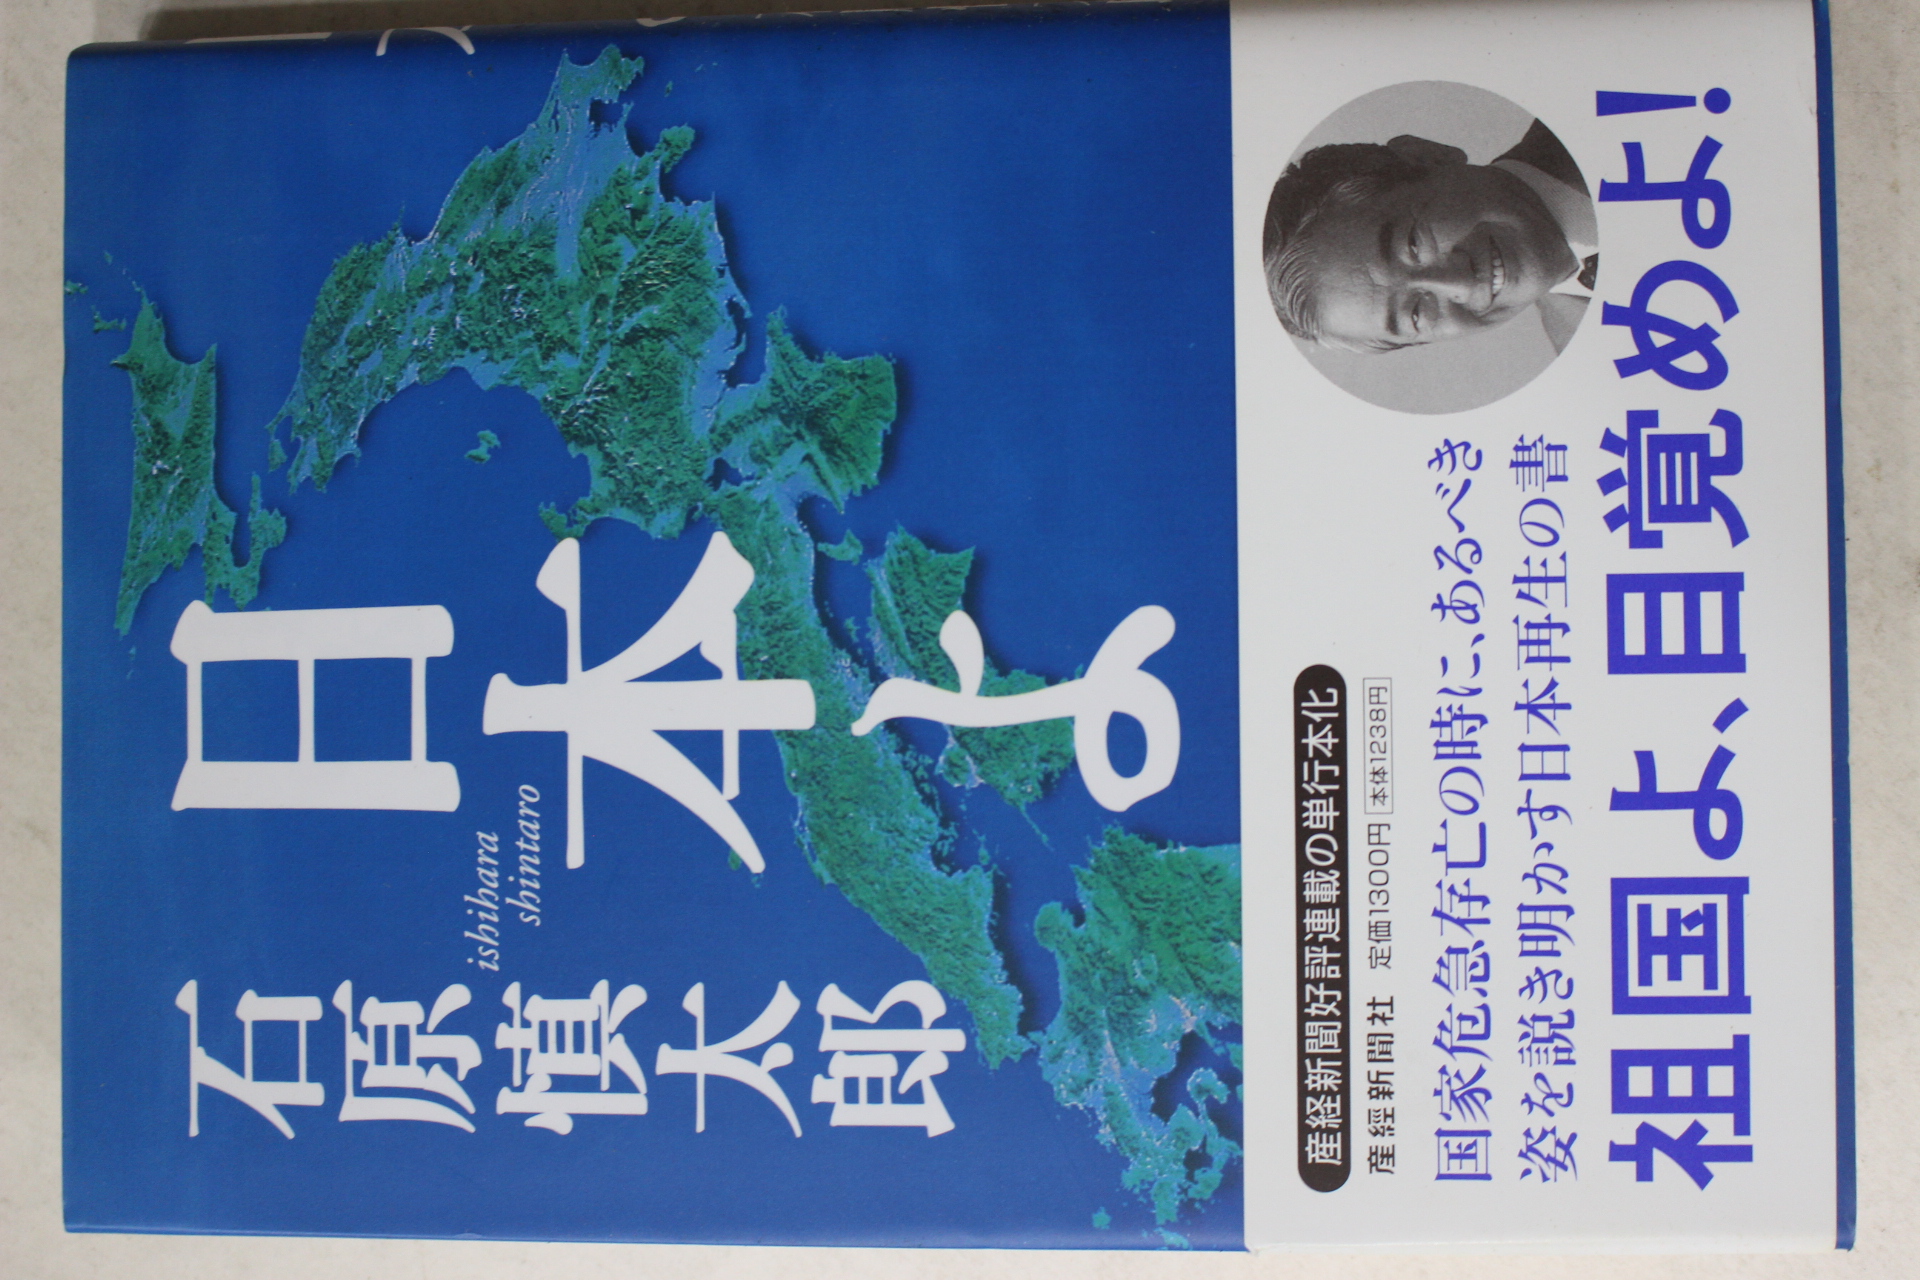 日本よ
ishihara
shintaro
石原慎太郎
祖国よ、目覚めよ!
国家危急存亡の時に、あるべき
姿を説き明かす日本再生の書
産経新聞好評連載の単行本化
産經新聞社 定価1300円 本体1238円